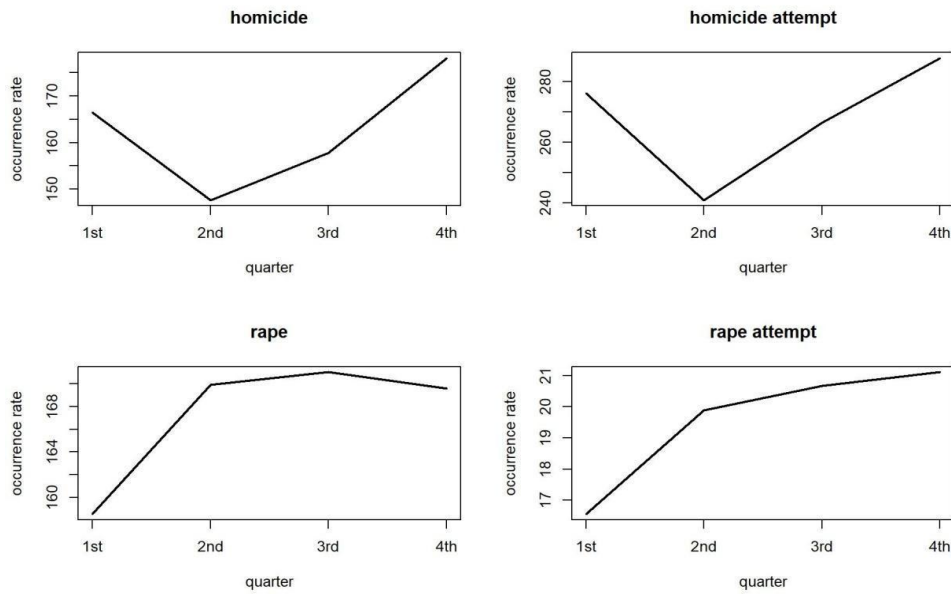 homicide
occurrence rate
170
160
150
1st 2nd 3rd 4th
quarter
homicide attempt
occurrence rate
280
260
240
1st 2nd 3rd 4th
quarter
rape
occurrence rate
168
164
160
1st 2nd 3rd 4th
quarter
rape attempt
occurrence rate
21
20
19
18
17
1st 2nd 3rd 4th
quarter